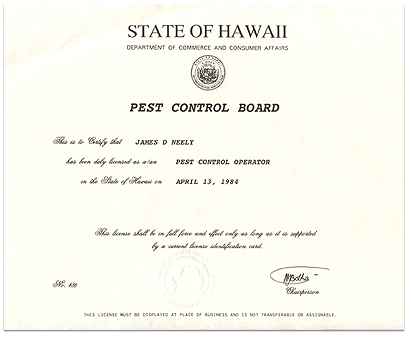 STATE OF HAWAII
DEPARTMENT OF COMMERCE AND CONSUMER AFFAIRS
PEST CONTROL BOARD
This is to Certify that JAMES D NEELY
has been duly licensed as a/an PEST CONTROL OPERATOR
in the State of Hawaii on APRIL 13, 1984
This license shall be in full force and effect only as long as it is supported
by a current license identification card.
No. 426
Chairperson
THIS LICENSE MUST BE DISPLAYED AT PLACE OF BUSINESS AND IS NOT TRANSFERABLE OR ASSIGNABLE.